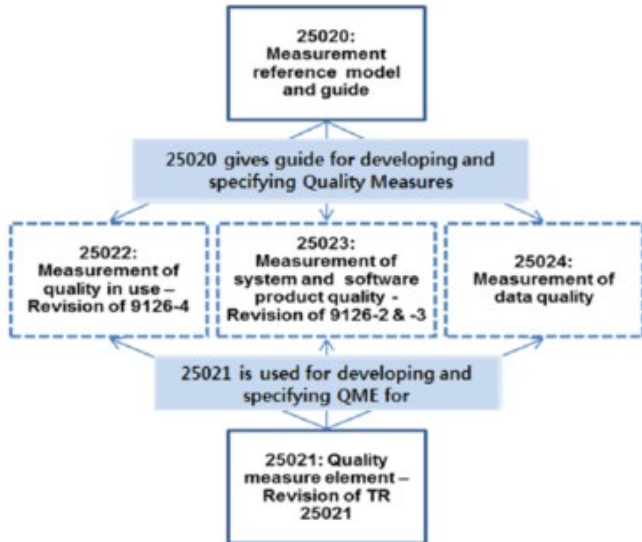 25020:
Measurement
reference model
and guide
25020 gives guide for developing and
specifying Quality Measures
25022:
Measurement of
quality in use –
Revision of 9126-4
25023:
Measurement of
system and software
product quality -
Revision of 9126-2 & -3
25024:
Measurement of
data quality
25021 is used for developing and
specifying QME for
25021: Quality
measure element –
Revision of TR
25021